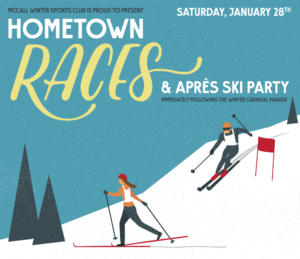 MCCALL WINTER SPORTS CLUB IS PROUD TO PRESENT
SATURDAY, JANUARY 28TH
HOMETOWN
RACES
& APRÈS SKI PARTY
IMMEDIATELY FOLLOWING THE WINTER CARNIVAL PARADE